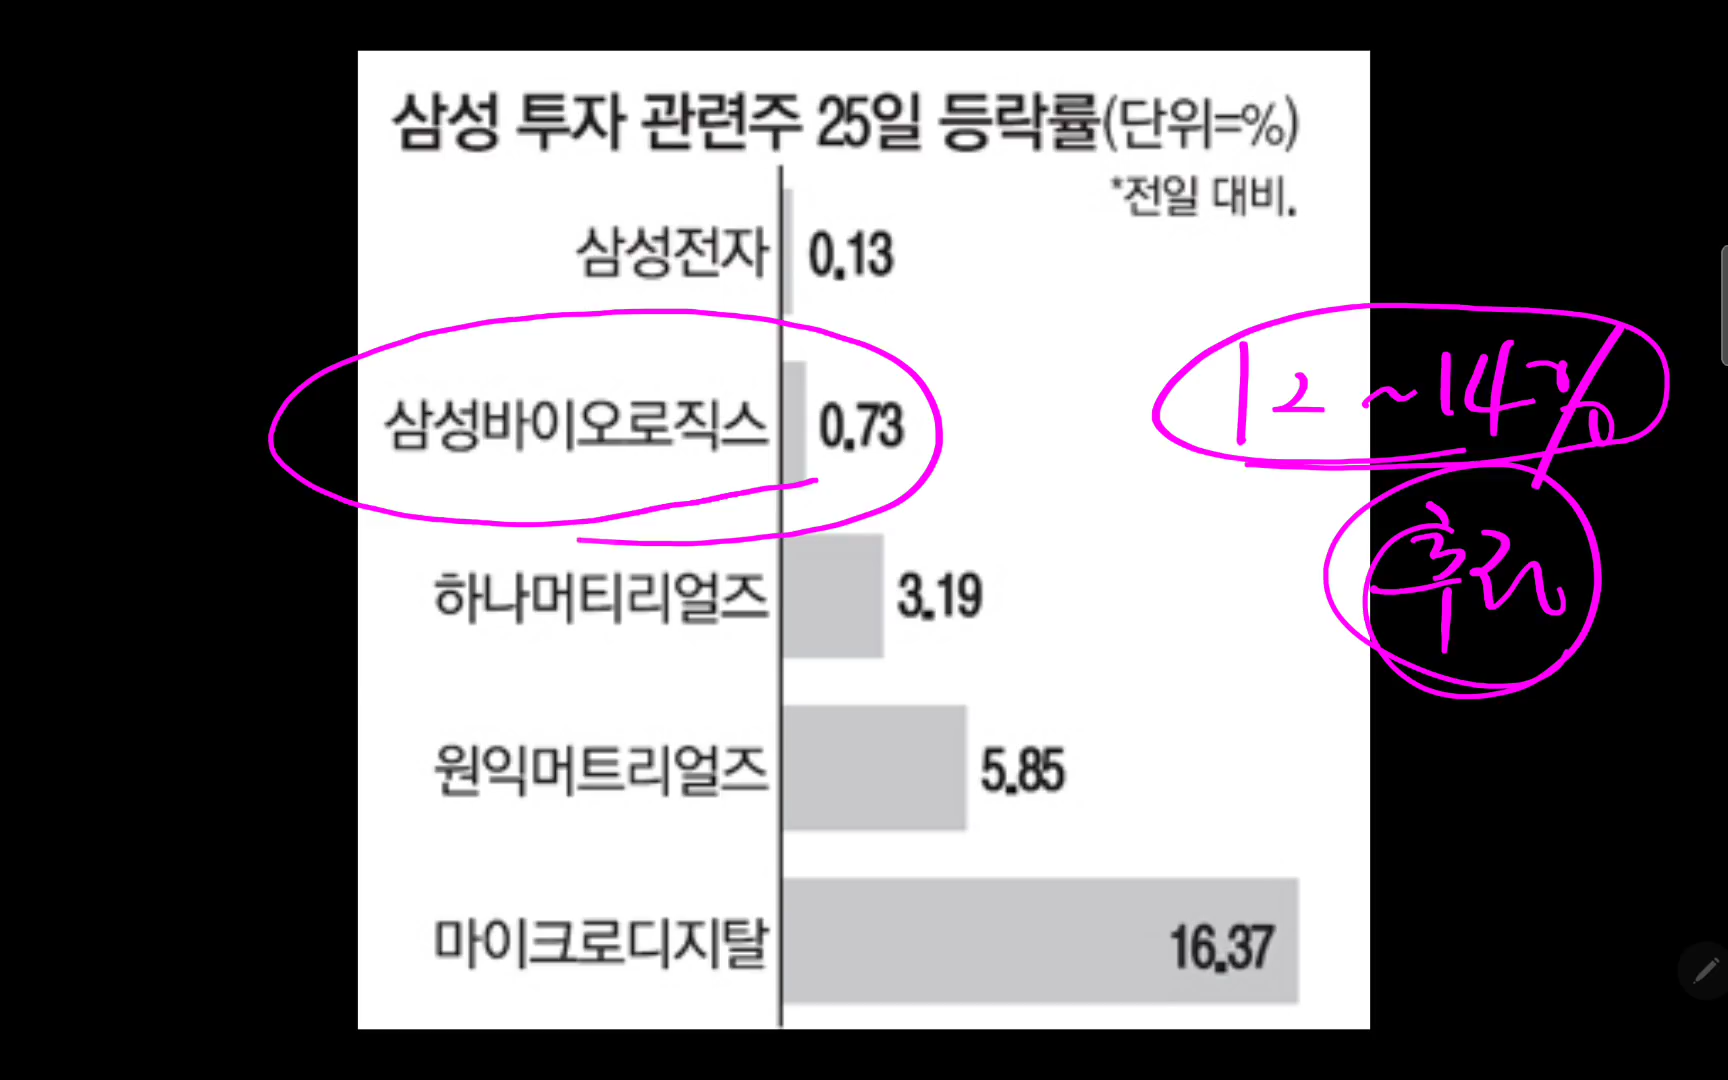 삼성 투자 관련주 25일 등락률(단위=%)
*전일 대비.
삼성전자 0.13
삼성바이오로직스 0.73
12~14%
하나머티리얼즈 3.19
원익머트리얼즈 5.85
마이크로디지탈 16.37